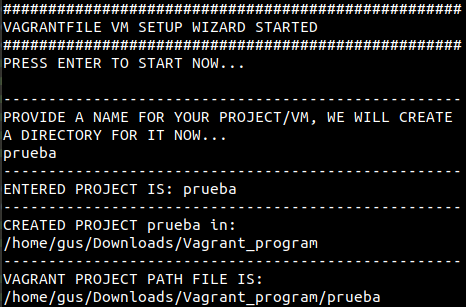 ###################################################
VAGRANTFILE VM SETUP WIZARD STARTED
###################################################
PRESS ENTER TO START NOW...
---------------------------------------------------
PROVIDE A NAME FOR YOUR PROJECT/VM, WE WILL CREATE
A DIRECTORY FOR IT NOW...
prueba
---------------------------------------------------
ENTERED PROJECT IS: prueba
---------------------------------------------------
CREATED PROJECT prueba in:
/home/gus/Downloads/Vagrant_program
---------------------------------------------------
VAGRANT PROJECT PATH FILE IS:
/home/gus/Downloads/Vagrant_program/prueba